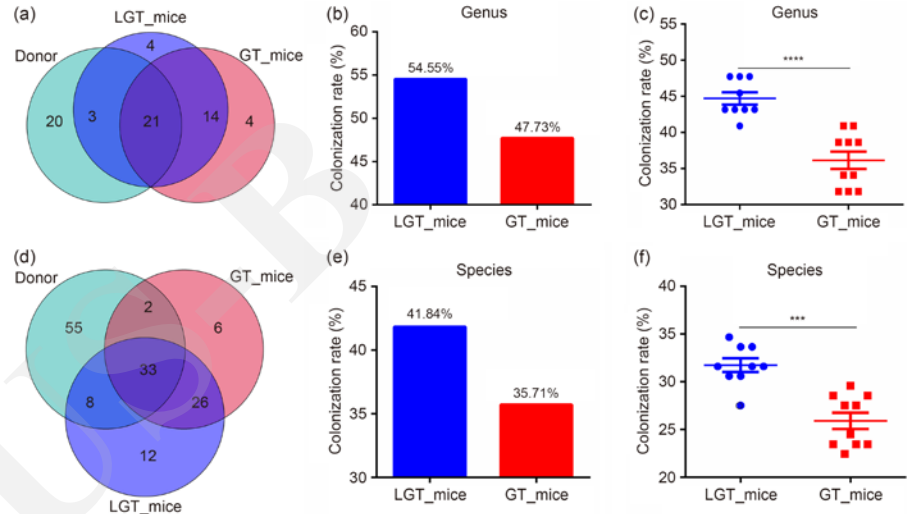 (a)
LGT_mice
Donor
GT_mice
4
20
3
21
14
4
(b)
Genus
Colonization rate (%)
60
55
50
45
40
54.55%
47.73%
LGT_mice
GT_mice
(c)
Genus
Colonization rate (%)
50
45
40
35
30
****
LGT_mice
GT_mice
(d)
Donor
GT_mice
2
55
6
33
8
26
12
LGT_mice
(e)
Species
Colonization rate (%)
45
40
35
30
41.84%
35.71%
LGT_mice
GT_mice
(f)
Species
Colonization rate (%)
40
35
30
25
20
***
LGT_mice
GT_mice